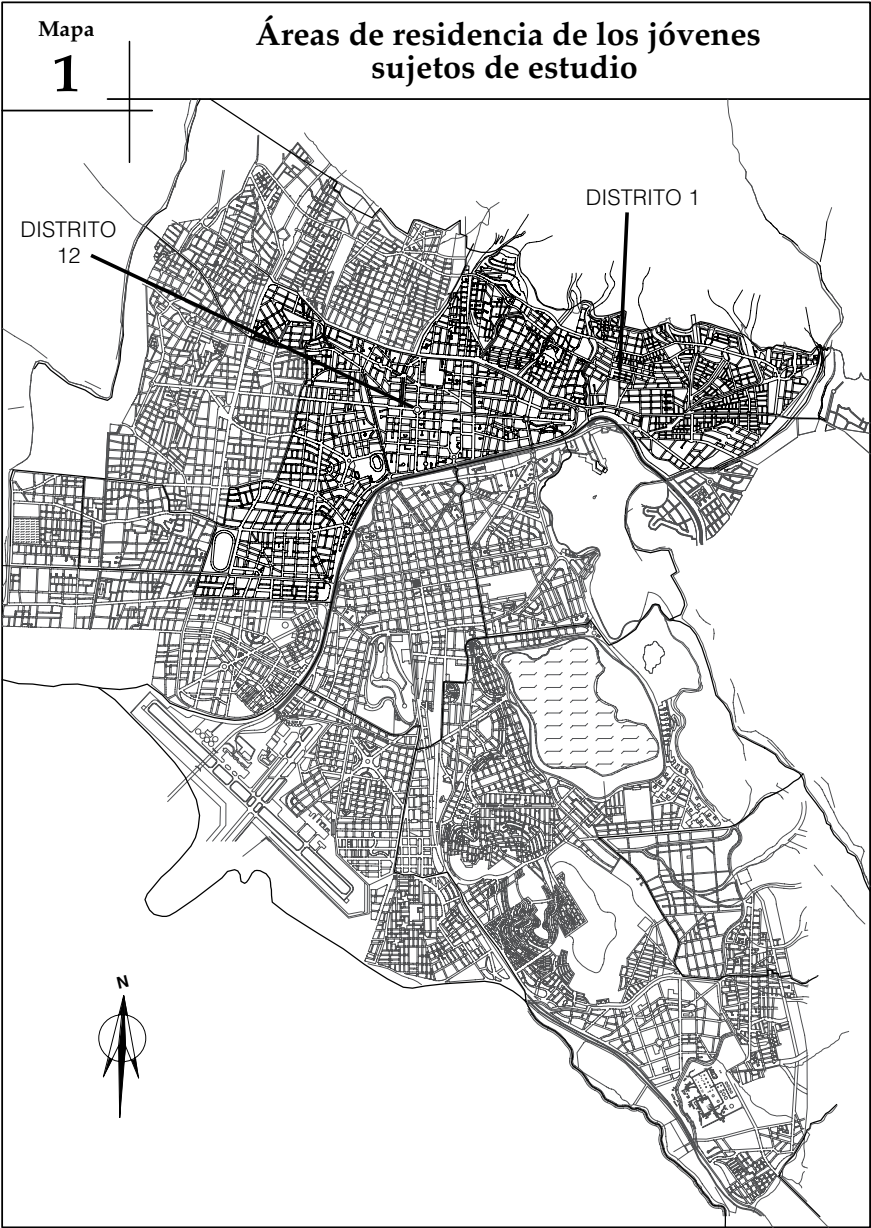 Mapa
1
Áreas de residencia de los jóvenes
sujetos de estudio
DISTRITO 1
DISTRITO
12
N